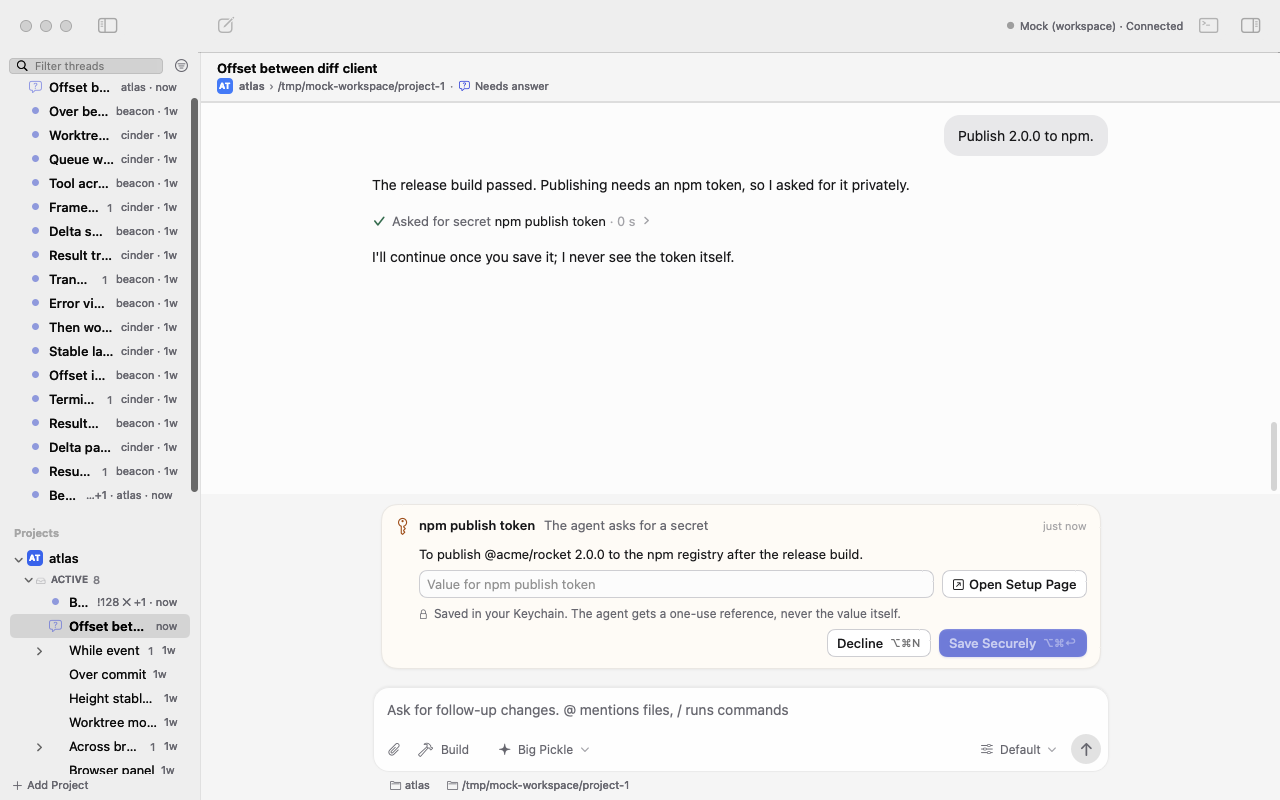 Mock (workspace) · Connected
Filter threads
Offset b... atlas · now
Over be... beacon · 1w
Worktre... cinder · 1w
Queue w... cinder · 1w
Tool acr... beacon · 1w
Frame... 1 cinder · 1w
Delta s... beacon · 1w
Result tr... cinder · 1w
Tran... 1 beacon · 1w
Error vi... beacon · 1w
Then wo... cinder · 1w
Stable la... cinder · 1w
Offset i... beacon · 1w
Termi... 1 cinder · 1w
Result... beacon · 1w
Delta pa... cinder · 1w
Resu... 1 beacon · 1w
Be... ...+1 · atlas · now
Projects
AT atlas
ACTIVE 8
B... !128 ✕ +1 · now
Offset bet... now
While event 1 1w
Over commit 1w
Height stabl... 1w
Worktree mo... 1w
Across br... 1 1w
Browser panel 1w
+ Add Project
Offset between diff client
AT atlas › /tmp/mock-workspace/project-1 · Needs answer
Publish 2.0.0 to npm.
The release build passed. Publishing needs an npm token, so I asked for it privately.
Asked for secret npm publish token · 0 s
I'll continue once you save it; I never see the token itself.
npm publish token The agent asks for a secret just now
To publish @acme/rocket 2.0.0 to the npm registry after the release build.
Value for npm publish token Open Setup Page
Saved in your Keychain. The agent gets a one-use reference, never the value itself.
Decline ⌥⌘N Save Securely ⌥⌘⏎
Ask for follow-up changes. @ mentions files, / runs commands
Build Big Pickle Default
atlas /tmp/mock-workspace/project-1